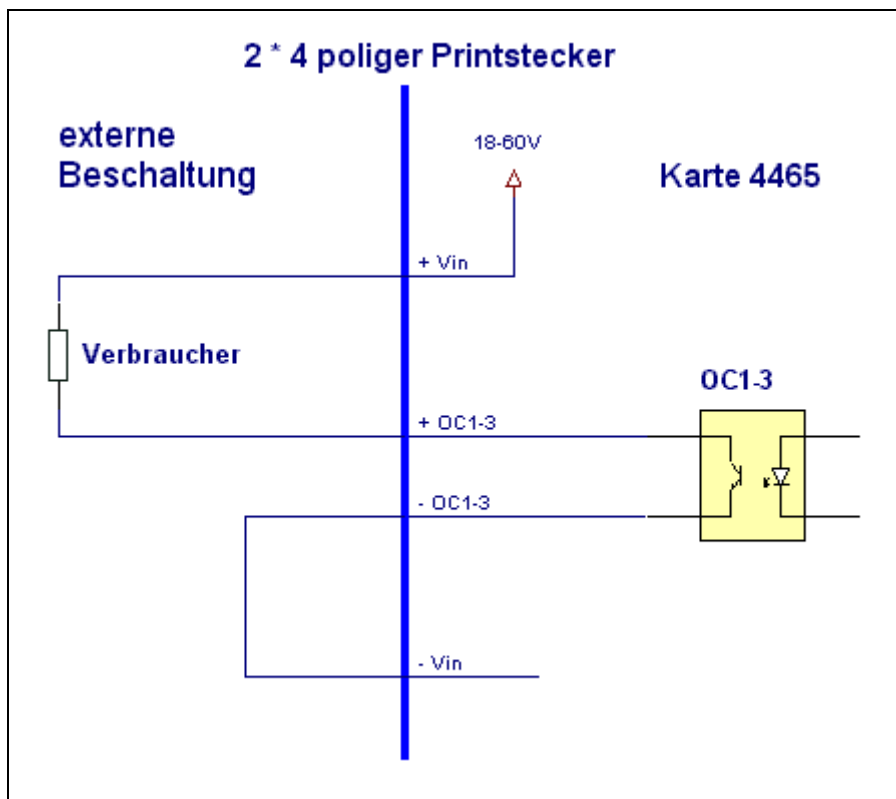 2 * 4 poliger Printstecker
externe
Beschaltung
18-60V
Karte 4465
+ Vin
Verbraucher
OC1-3
+ OC1-3
- OC1-3
- Vin